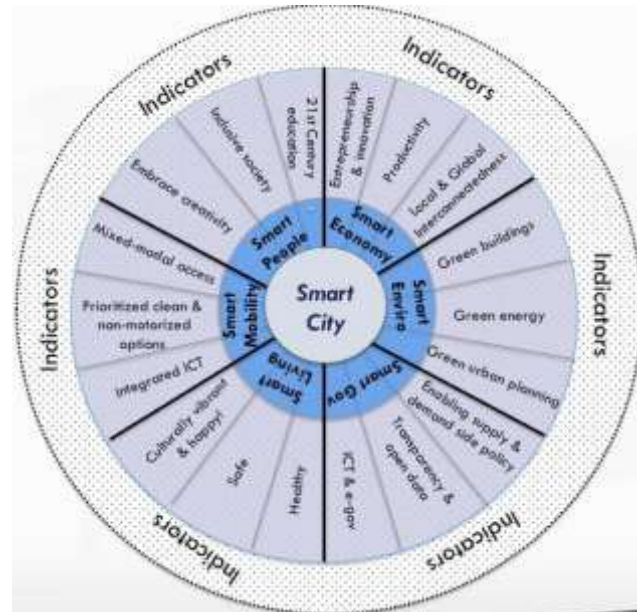 Smart
City
Smart
Economy
Entrepreneurship
& innovation
Productivity
Local & Global
Interconnectedness
Smart
Enviro
Green buildings
Green energy
Green urban planning
Smart Gov
Enabling supply &
demand side policy
Transparency &
open data
ICT & e-gov
Smart
Living
Healthy
Safe
Culturally vibrant
& happy!
Smart
Mobility
Integrated ICT
Prioritized clean &
non-motorized
options
Mixed-modal access
Smart
People
Embrace creativity
Inclusive society
21st Century
education
Indicators
Indicators
Indicators
Indicators
Indicators
Indicators